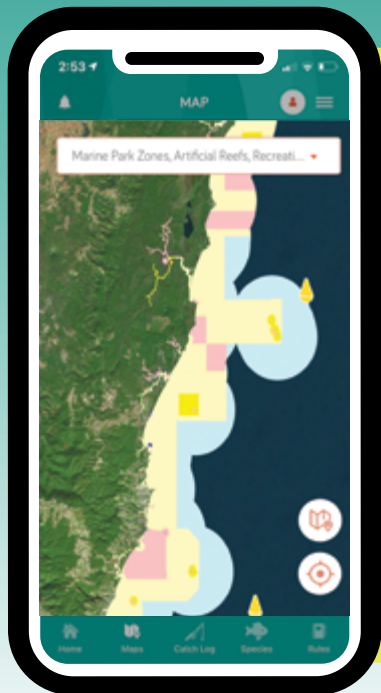 2:53
MAP
Marine Park Zones, Artificial Reefs, Recreati...
Home
Maps
Catch Log
Species
Rules